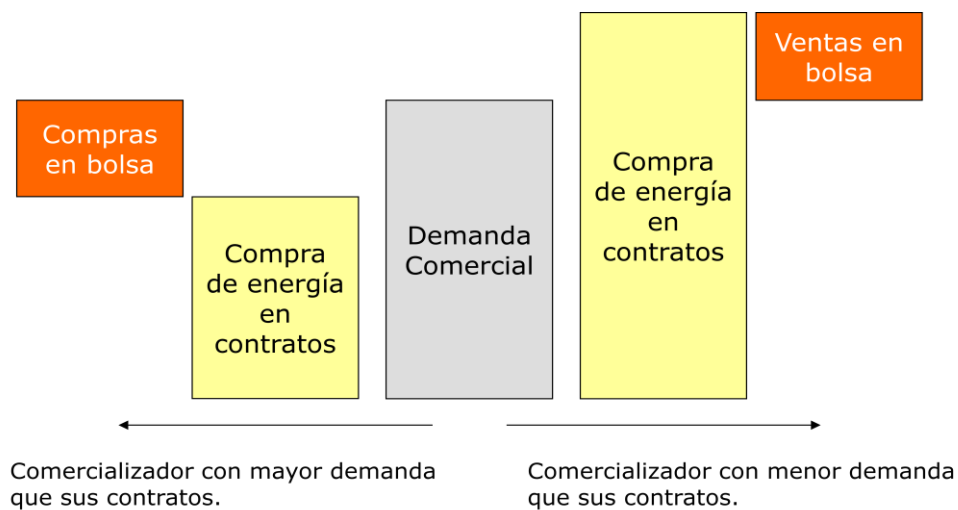 Compras
en bolsa
Compra
de energía
en
contratos
Demanda
Comercial
Compra
de energía
en
contratos
Ventas en
bolsa
Comercializador con mayor demanda
que sus contratos.
Comercializador con menor demanda
que sus contratos.